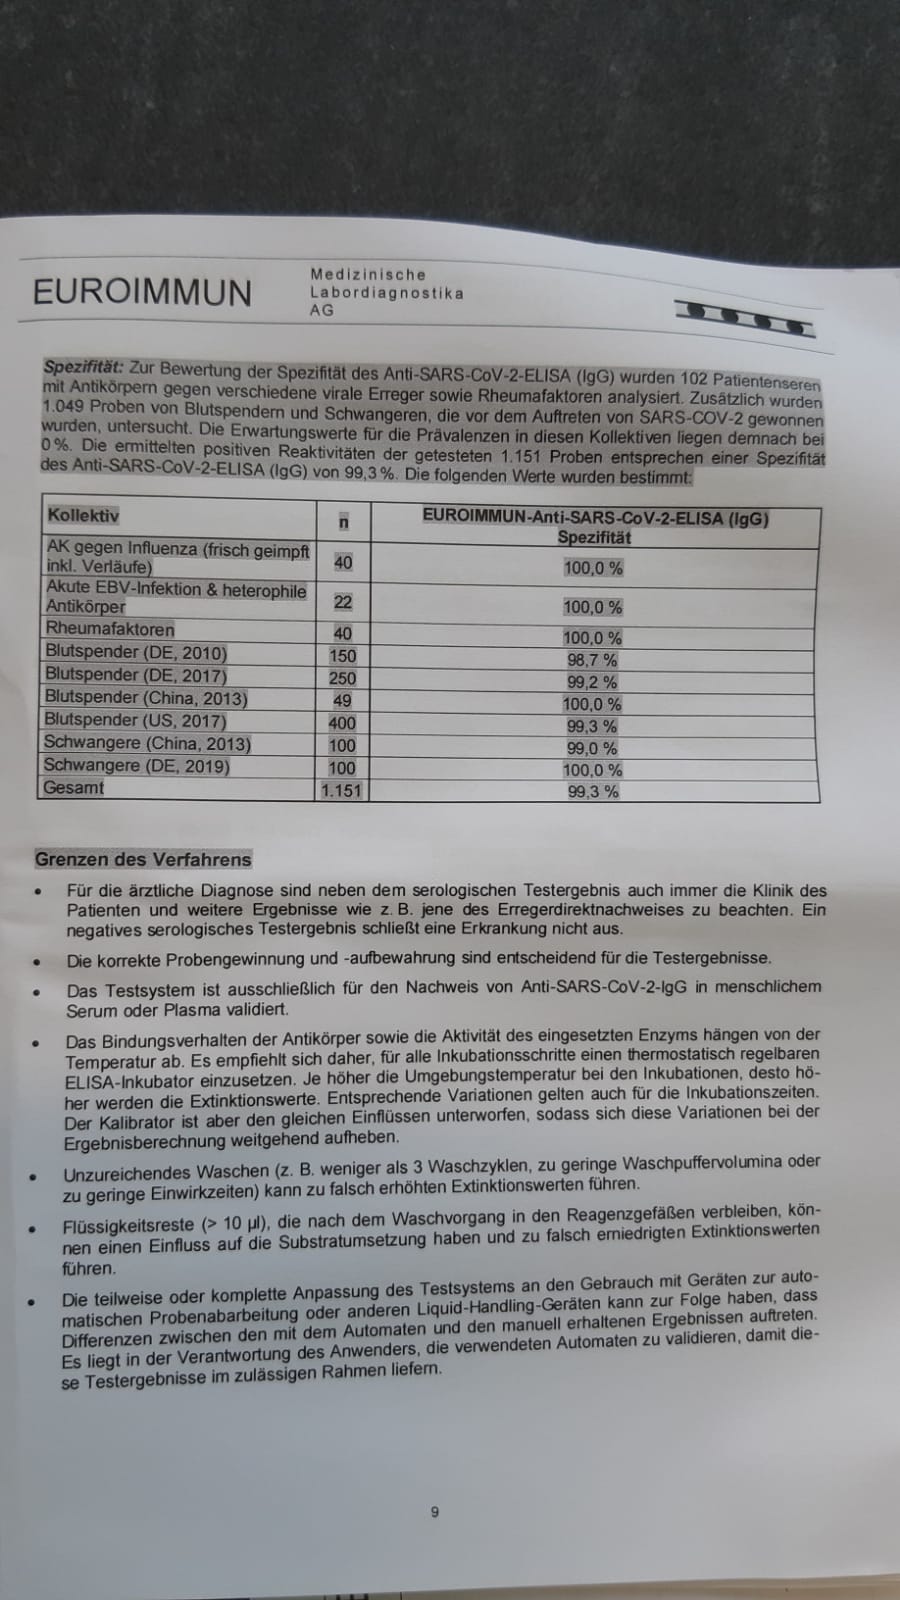 EUROIMMUN
Medizinische
Labordiagnostika
AG
Spezifität: Zur Bewertung der Spezifität des Anti-SARS-CoV-2-ELISA (IgG) wurden 102 Patientenseren
mit Antikörpern gegen verschiedene virale Erreger sowie Rheumafaktoren analysiert. Zusätzlich wurden
1.049 Proben von Blutspendern und Schwangeren, die vor dem Auftreten von SARS-COV-2 gewonnen
wurden, untersucht. Die Erwartungswerte für die Prävalenzen in diesen Kollektiven liegen demnach bei
0 %. Die ermittelten positiven Reaktivitäten der getesteten 1.151 Proben entsprechen einer Spezifität
des Anti-SARS-CoV-2-ELISA (IgG) von 99,3 %. Die folgenden Werte wurden bestimmt:
Kollektiv n EUROIMMUN-Anti-SARS-CoV-2-ELISA (IgG)
Spezifität
AK gegen Influenza (frisch geimpft
inkl. Verläufe) 40 100,0 %
Akute EBV-Infektion & heterophile
Antikörper 22 100,0 %
Rheumafaktoren 40 100,0 %
Blutspender (DE, 2010) 150 98,7 %
Blutspender (DE, 2017) 250 99,2 %
Blutspender (China, 2013) 49 100,0 %
Blutspender (US, 2017) 400 99,3 %
Schwangere (China, 2013) 100 99,0 %
Schwangere (DE, 2019) 100 100,0 %
Gesamt 1.151 99,3 %
Grenzen des Verfahrens
• Für die ärztliche Diagnose sind neben dem serologischen Testergebnis auch immer die Klinik des
Patienten und weitere Ergebnisse wie z. B. jene des Erregerdirektnachweises zu beachten. Ein
negatives serologisches Testergebnis schließt eine Erkrankung nicht aus.
• Die korrekte Probengewinnung und -aufbewahrung sind entscheidend für die Testergebnisse.
• Das Testsystem ist ausschließlich für den Nachweis von Anti-SARS-CoV-2-IgG in menschlichem
Serum oder Plasma validiert.
• Das Bindungsverhalten der Antikörper sowie die Aktivität des eingesetzten Enzyms hängen von der
Temperatur ab. Es empfiehlt sich daher, für alle Inkubationsschritte einen thermostatisch regelbaren
ELISA-Inkubator einzusetzen. Je höher die Umgebungstemperatur bei den Inkubationen, desto hö-
her werden die Extinktionswerte. Entsprechende Variationen gelten auch für die Inkubationszeiten.
Der Kalibrator ist aber den gleichen Einflüssen unterworfen, sodass sich diese Variationen bei der
Ergebnisberechnung weitgehend aufheben.
• Unzureichendes Waschen (z. B. weniger als 3 Waschzyklen, zu geringe Waschpuffervolumina oder
zu geringe Einwirkzeiten) kann zu falsch erhöhten Extinktionswerten führen.
• Flüssigkeitsreste (> 10 µl), die nach dem Waschvorgang in den Reagenzgefäßen verbleiben, kön-
nen einen Einfluss auf die Substratumsetzung haben und zu falsch erniedrigten Extinktionswerten
führen.
• Die teilweise oder komplette Anpassung des Testsystems an den Gebrauch mit Geräten zur auto-
matischen Probenabarbeitung oder anderen Liquid-Handling-Geräten kann zur Folge haben, dass
Differenzen zwischen den mit dem Automaten und den manuell erhaltenen Ergebnissen auftreten.
Es liegt in der Verantwortung des Anwenders, die verwendeten Automaten zu validieren, damit die-
se Testergebnisse im zulässigen Rahmen liefern.
9